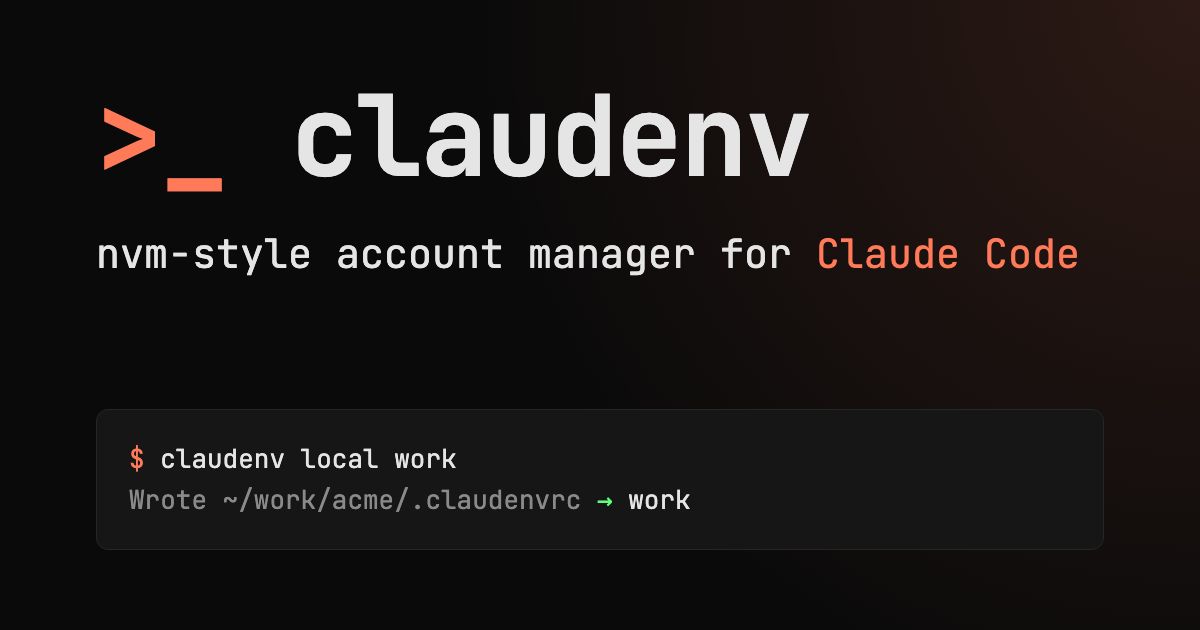 >_ claudenv
nvm-style account manager for Claude Code
$ claudenv local work
Wrote ~/work/acme/.claudenvrc → work